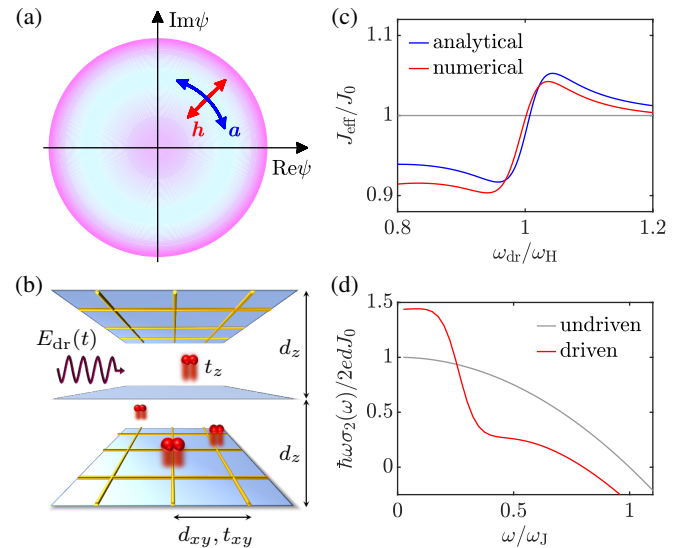 (a)
Imψ
h
a
Reψ
(b)
E_dr(t)
t_z
d_z
d_z
d_xy, t_xy
(c)
1.1
1
0.9
J_eff/J_0
analytical
numerical
0.8
1
1.2
ω_dr/ω_H
(d)
1.5
1
0.5
0
ħωσ_2(ω)/2edJ_0
undriven
driven
0
0.5
1
ω/ω_J